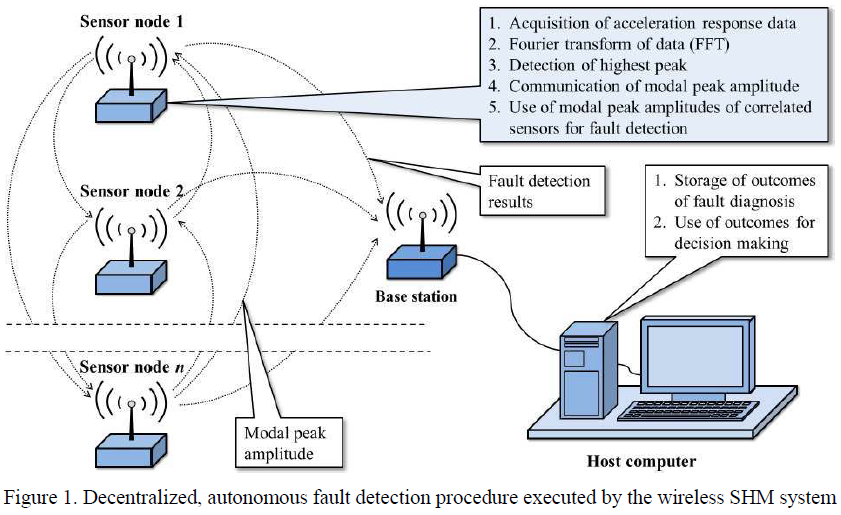 Sensor node 1
1. Acquisition of acceleration response data
2. Fourier transform of data (FFT)
3. Detection of highest peak
4. Communication of modal peak amplitude
5. Use of modal peak amplitudes of correlated
sensors for fault detection
Sensor node 2
Fault detection
results
1. Storage of outcomes
of fault diagnosis
2. Use of outcomes for
decision making
Base station
Sensor node n
Modal peak
amplitude
Host computer
Figure 1. Decentralized, autonomous fault detection procedure executed by the wireless SHM system